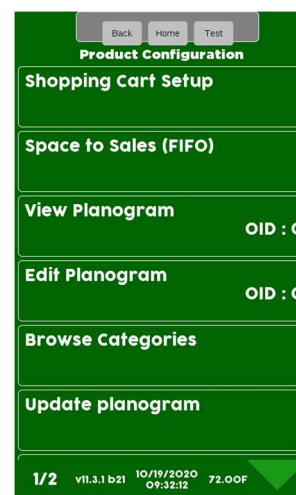 Back Home Test
Product Configuration
Shopping Cart Setup
Space to Sales (FIFO)
View Planogram
OID :
Edit Planogram
OID :
Browse Categories
Update planogram
1/2 v11.3.1 b21 10/19/2020 09:32:12 72.00F